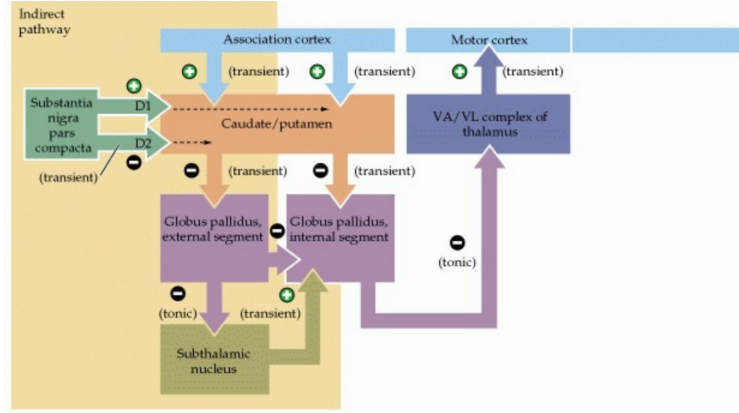 Indirect
pathway
Association cortex
Motor cortex
+
(transient)
+
(transient)
+
(transient)
+
Substantia
nigra
pars
compacta
D1
D2
Caudate/putamen
VA/VL complex of
thalamus
−
(transient)
−
(transient)
−
(transient)
Globus pallidus,
external segment
−
Globus pallidus,
internal segment
−
(tonic)
−
(tonic)
+
(transient)
Subthalamic
nucleus